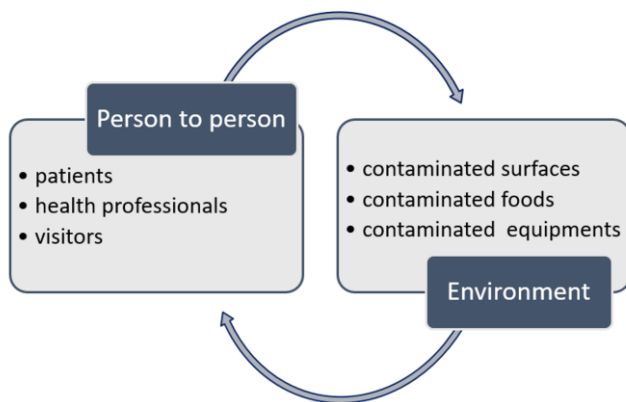 Person to person
• patients
• health professionals
• visitors
• contaminated surfaces
• contaminated foods
• contaminated equipments
Environment